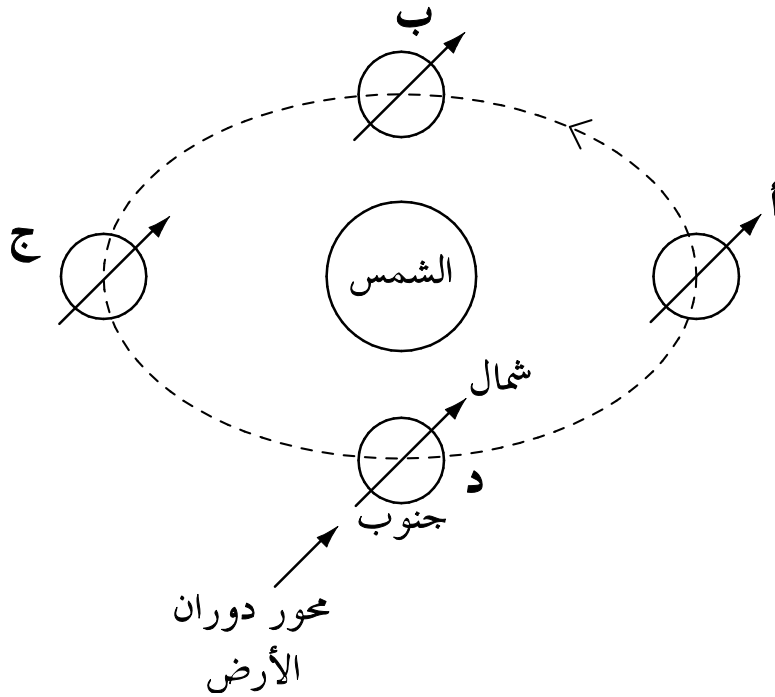 ب
أ
ج
الشمس
شمال
د
جنوب
محور دوران
الأرض